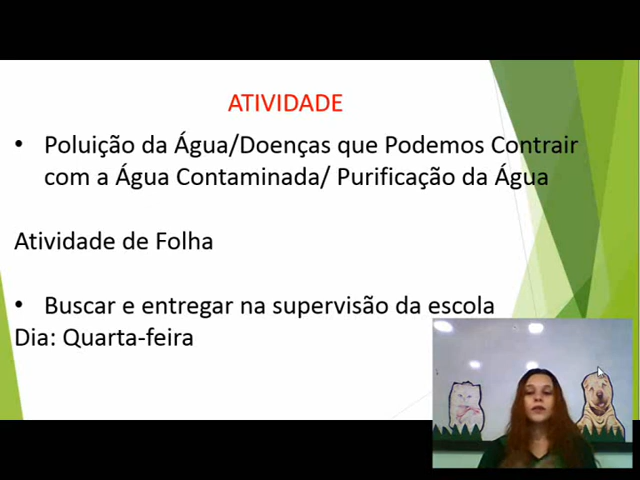 ATIVIDADE
• Poluição da Água/Doenças que Podemos Contrair
com a Água Contaminada/ Purificação da Água
Atividade de Folha
• Buscar e entregar na supervisão da escola
Dia: Quarta-feira